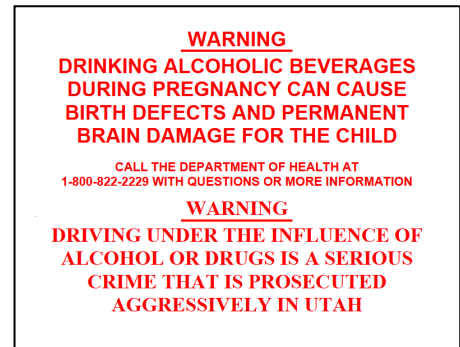 WARNING
DRINKING ALCOHOLIC BEVERAGES
DURING PREGNANCY CAN CAUSE
BIRTH DEFECTS AND PERMANENT
BRAIN DAMAGE FOR THE CHILD
CALL THE DEPARTMENT OF HEALTH AT
1-800-822-2229 WITH QUESTIONS OR MORE INFORMATION
WARNING
DRIVING UNDER THE INFLUENCE OF
ALCOHOL OR DRUGS IS A SERIOUS
CRIME THAT IS PROSECUTED
AGGRESSIVELY IN UTAH